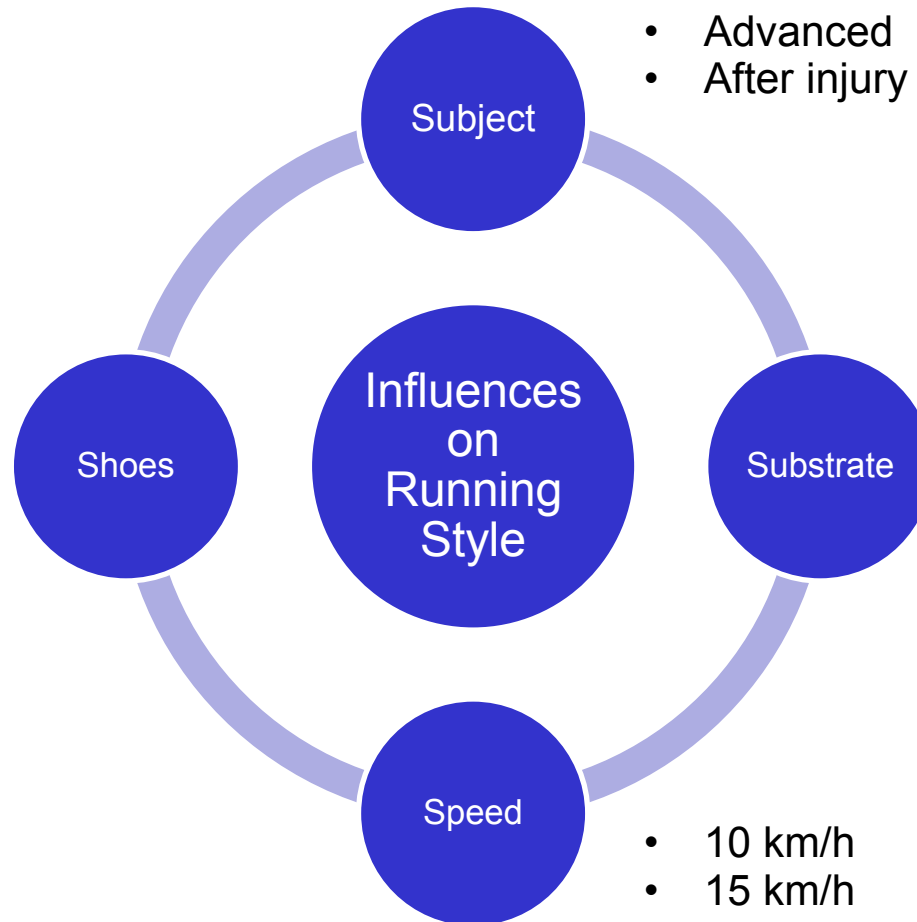 • Advanced
• After injury
Subject
Influences
on
Running
Style
Shoes
Substrate
Speed
• 10 km/h
• 15 km/h